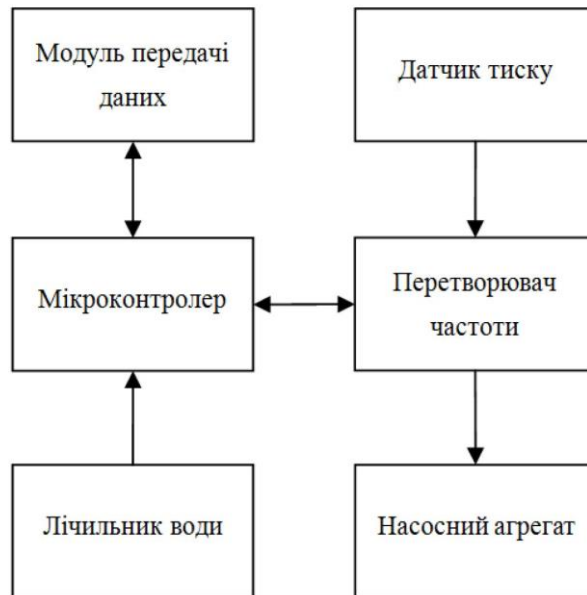 Модуль передачі
даних
Датчик тиску
Мікроконтролер
Перетворювач
частоти
Лічильник води
Насосний агрегат